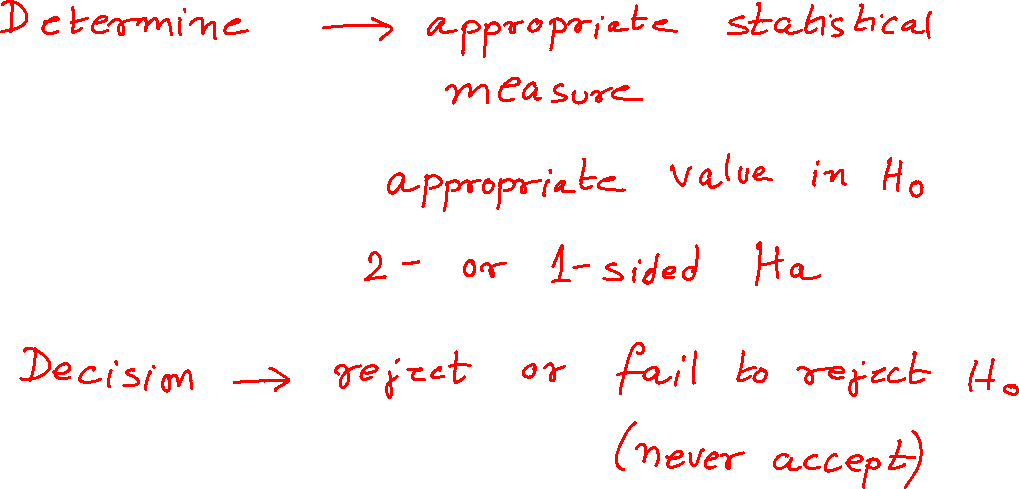 Determine → appropriate statistical
measure
appropriate value in H₀
2- or 1-sided Ha
Decision → reject or fail to reject H₀
(never accept)